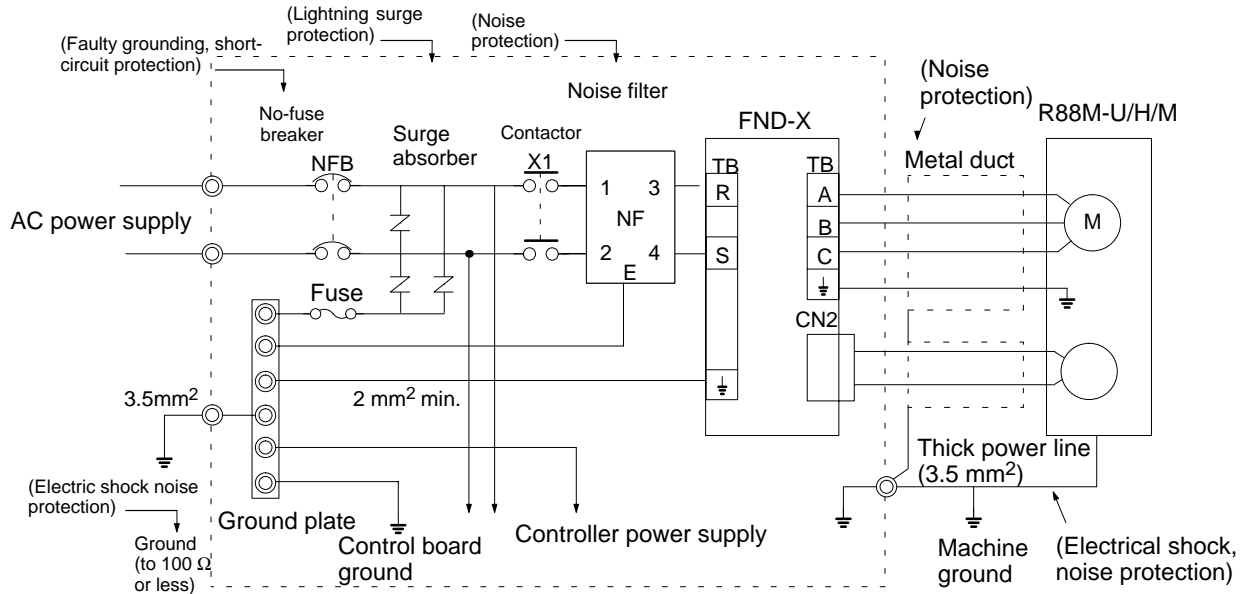 (Lightning surge
protection)
(Noise
protection)
(Faulty grounding, short-
circuit protection)
(Noise
protection)
Noise filter
R88M-U/H/M
No-fuse
breaker
Surge
absorber
Contactor
FND-X
Metal duct
NFB
X1
TB
TB
1
3
R
A
AC power supply
NF
B
M
2
4
S
C
E
Fuse
CN2
3.5mm²
2 mm² min.
Thick power line
(3.5 mm²)
(Electric shock noise
protection)
Ground plate
Ground
(to 100 Ω
or less)
Control board
ground
Controller power supply
Machine
ground
(Electrical shock,
noise protection)